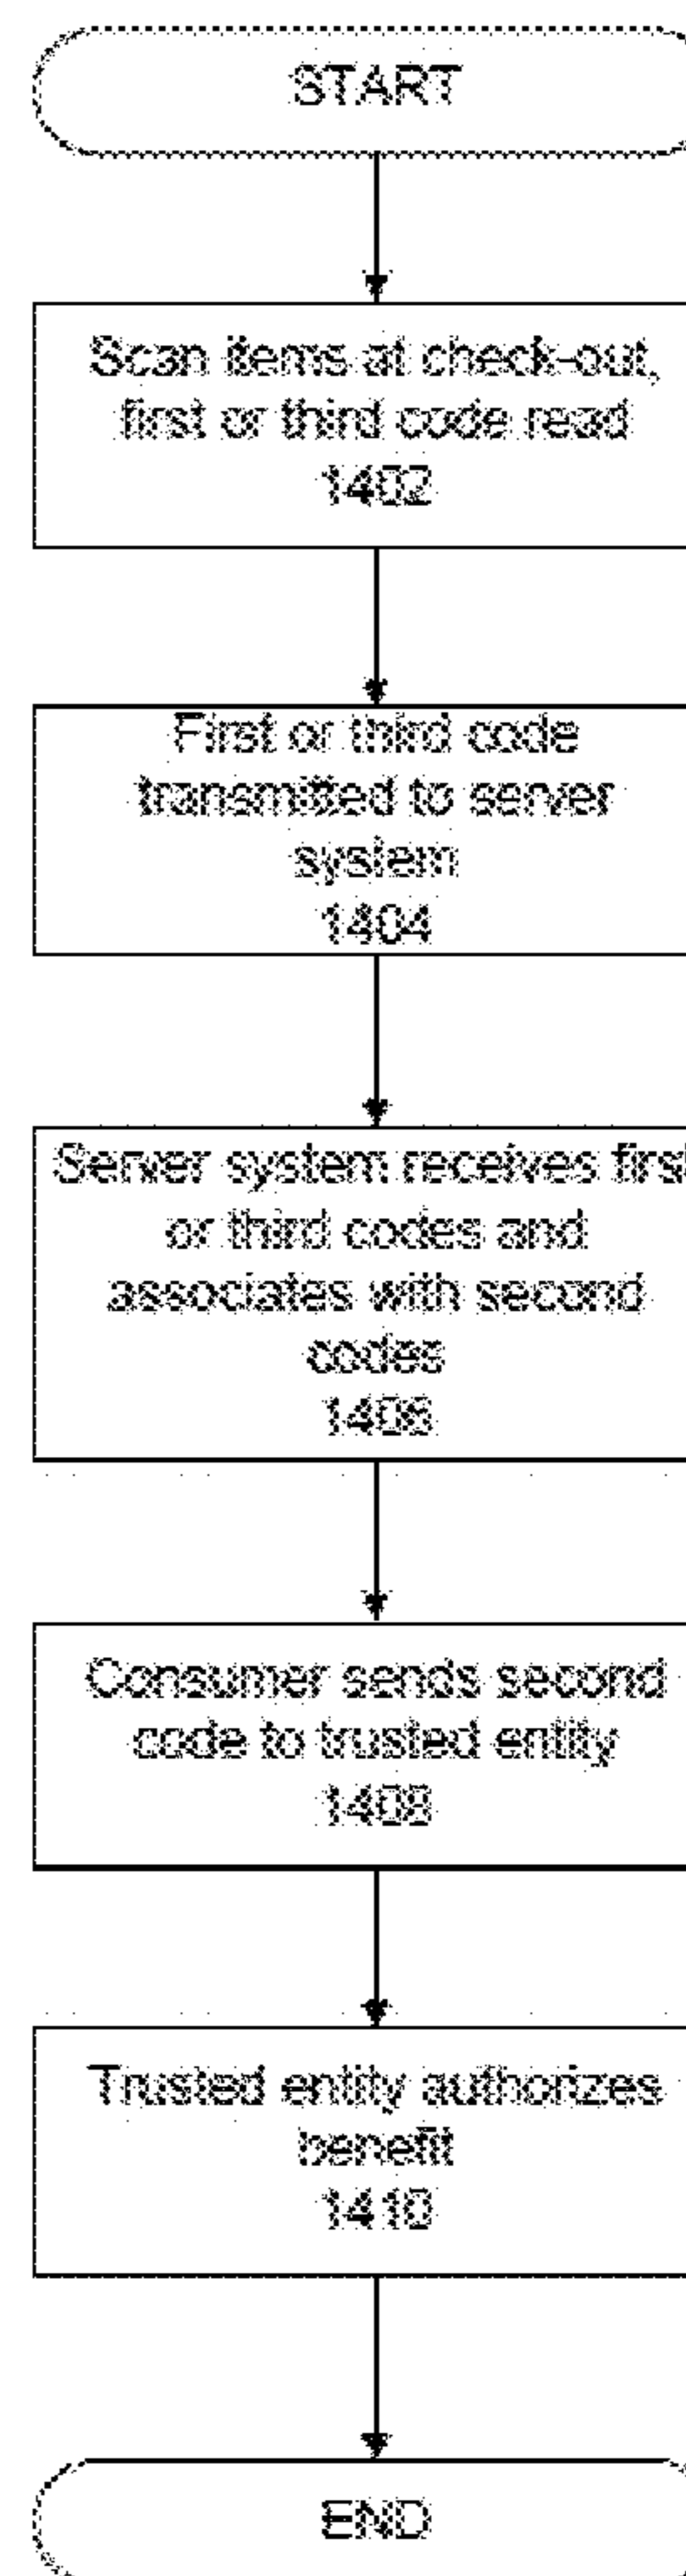 START
Scan items at check-out,
first or third code read
1402
First or third code
transmitted to server
system
1404
Server system receives first
or third codes and
associates with second
codes
1406
Consumer sends second
code to trusted entity
1408
Trusted entity authorizes
benefit
1410
END